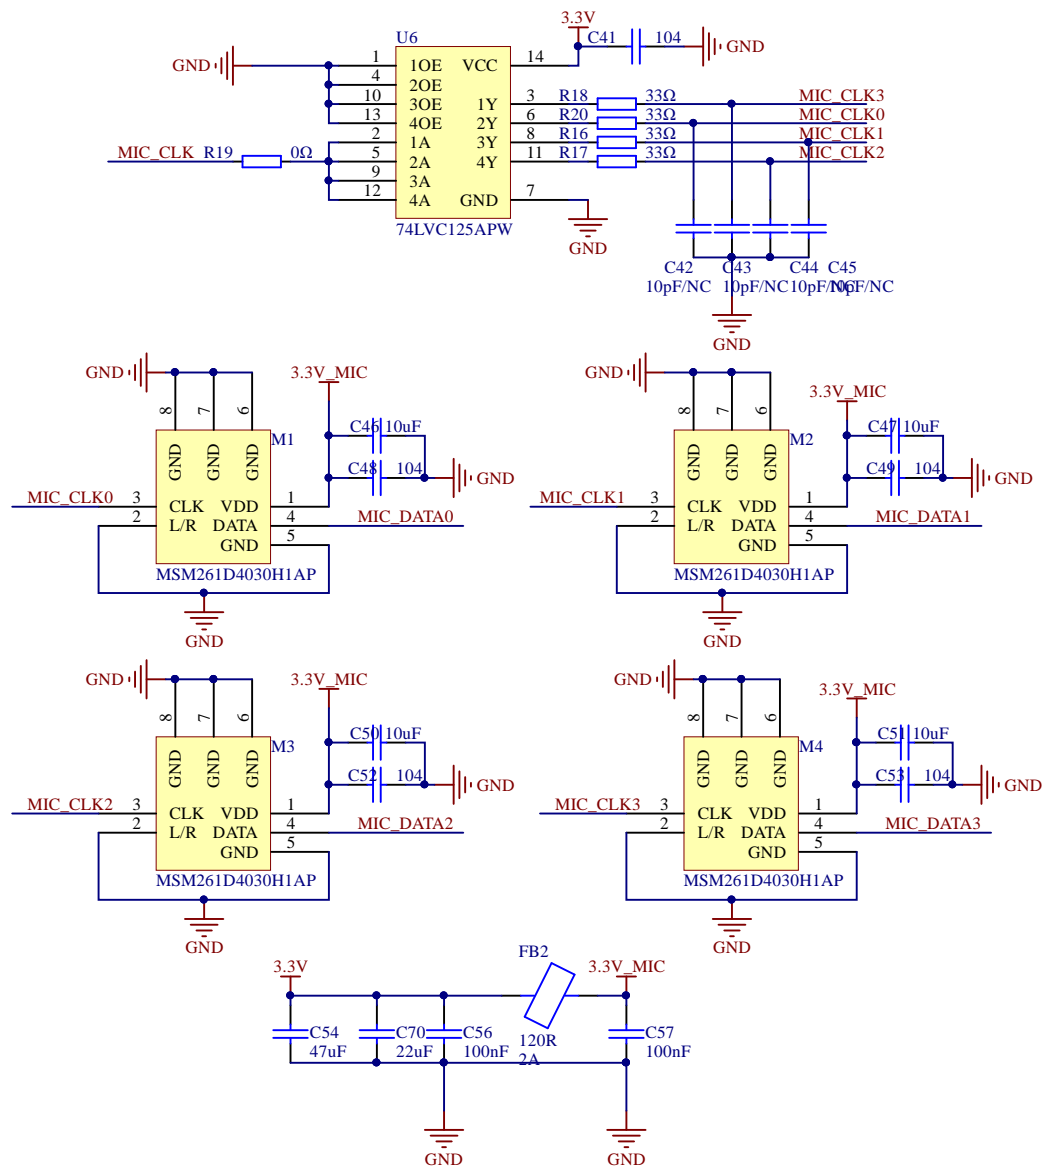 3.3V
U6 C41 104 GND
GND 1 1OE VCC 14
4 2OE
10 3OE 1Y 3 R18 33Ω MIC_CLK3
13 4OE 2Y 6 R20 33Ω MIC_CLK0
2 1A 3Y 8 R16 33Ω MIC_CLK1
MIC_CLK R19 0Ω 5 2A 4Y 11 R17 33Ω MIC_CLK2
9 3A
12 4A GND 7
74LVC125APW
GND
C42 C43 C44 C45
10pF/NC 10pF/NC 10pF/NC 10pF/NC
GND
GND 3.3V_MIC
8 7 6
C46 10uF
GND GND GND M1
C48 104 GND
MIC_CLK0 3 CLK VDD 1
2 L/R DATA 4 MIC_DATA0
GND 5
MSM261D4030H1AP
GND
GND 3.3V_MIC
8 7 6
C47 10uF
GND GND GND M2
C49 104 GND
MIC_CLK1 3 CLK VDD 1
2 L/R DATA 4 MIC_DATA1
GND 5
MSM261D4030H1AP
GND
GND 3.3V_MIC
8 7 6
C50 10uF
GND GND GND M3
C52 104 GND
MIC_CLK2 3 CLK VDD 1
2 L/R DATA 4 MIC_DATA2
GND 5
MSM261D4030H1AP
GND
GND 3.3V_MIC
8 7 6
C51 10uF
GND GND GND M4
C53 104 GND
MIC_CLK3 3 CLK VDD 1
2 L/R DATA 4 MIC_DATA3
GND 5
MSM261D4030H1AP
GND
FB2
3.3V 3.3V_MIC
C54 C70 C56 120R C57
47uF 22uF 100nF 2A 100nF
GND GND